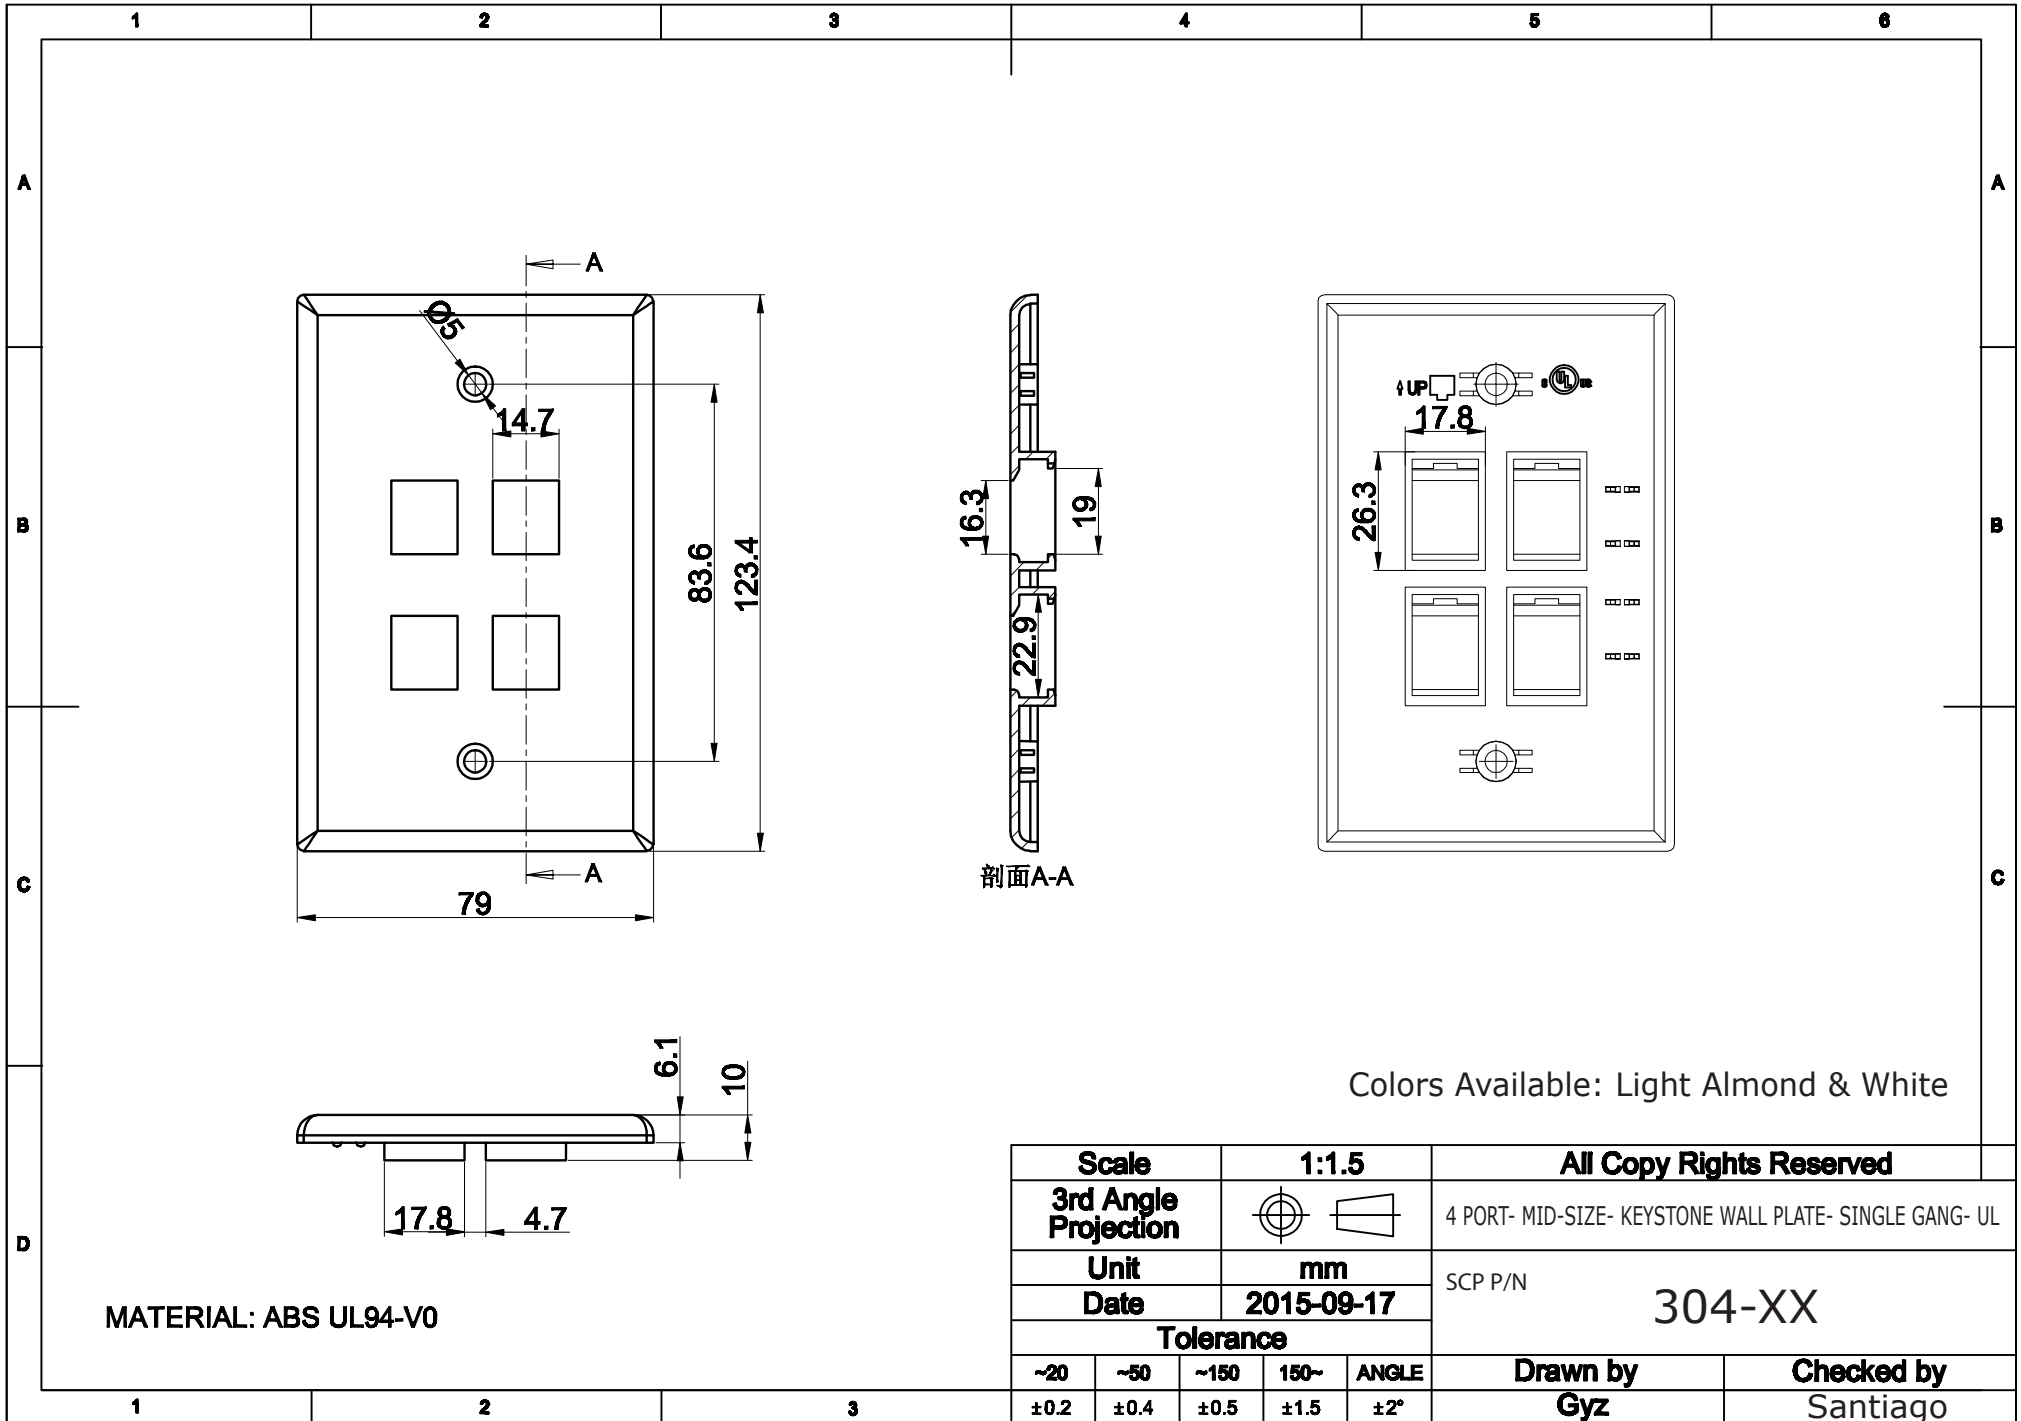 1 2 3 4 5 6
A A
A
Ø5
14.7
UP
UL
17.8
16.3
19
26.3
B B
83.6
123.4
22.9
A
剖面A-A
C C
79
6.1
10
Colors Available: Light Almond & White
17.8 4.7
D
MATERIAL: ABS UL94-V0
Scale 1:1.5 All Copy Rights Reserved
3rd Angle
Projection
4 PORT- MID-SIZE- KEYSTONE WALL PLATE- SINGLE GANG- UL
Unit mm
SCP P/N
304-XX
Date 2015-09-17
Tolerance
~20 ~50 ~150 150~ ANGLE Drawn by Checked by
±0.2 ±0.4 ±0.5 ±1.5 ±2° Gyz Santiago
1 2 3